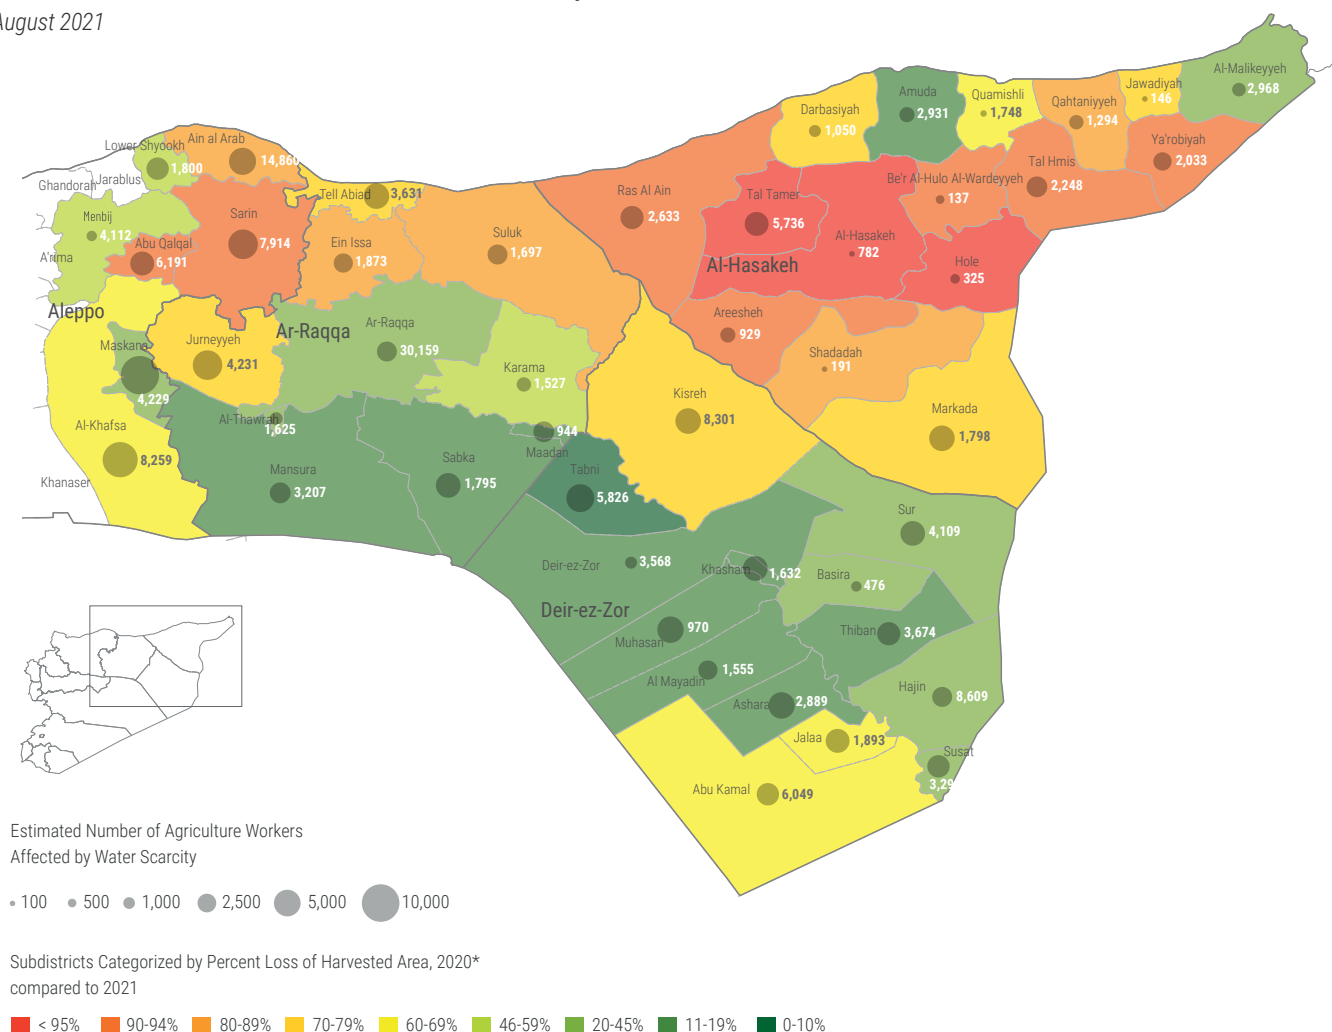 August 2021
Al-Malikeyyeh
2,968
Jawadiyah
146
Qahtaniyyeh
1,294
Quamishli
1,748
Amuda
2,931
Darbasiyah
1,050
Ya'robiyah
2,033
Tal Hmis
2,248
Be'r Al-Hulo Al-Wardeyyeh
137
Ras Al Ain
2,633
Tal Tamer
5,736
Al-Hasakeh
782
Hole
325
Al-Hasakeh
Areesheh
929
Shadadah
191
Markada
1,798
Lower Shyookh
1,800
Ain al Arab
14,860
Ghandorah
Jarablus
Menbij
4,112
Abu Qalqal
6,191
Sarin
7,914
A'rima
Aleppo
Tell Abiad
3,631
Ein Issa
1,873
Suluk
1,697
Ar-Raqqa
Ar-Raqqa
30,159
Karama
1,527
Maskana
4,229
Jurneyyeh
4,231
Al-Khafsa
8,259
Khanaser
Al-Thawrah
1,625
Mansura
3,207
Sabka
1,795
Maadan
944
Kisreh
8,301
Tabni
5,826
Deir-ez-Zor
3,568
Khasham
1,632
Deir-ez-Zor
Sur
4,109
Basira
476
Muhasan
970
Thiban
3,674
Al Mayadin
1,555
Ashara
2,889
Hajin
8,609
Jalaa
1,893
Susat
Abu Kamal
6,049
Estimated Number of Agriculture Workers
Affected by Water Scarcity
100 500 1,000 2,500 5,000 10,000
Subdistricts Categorized by Percent Loss of Harvested Area, 2020*
compared to 2021
< 95% 90-94% 80-89% 70-79% 60-69% 46-59% 20-45% 11-19% 0-10%